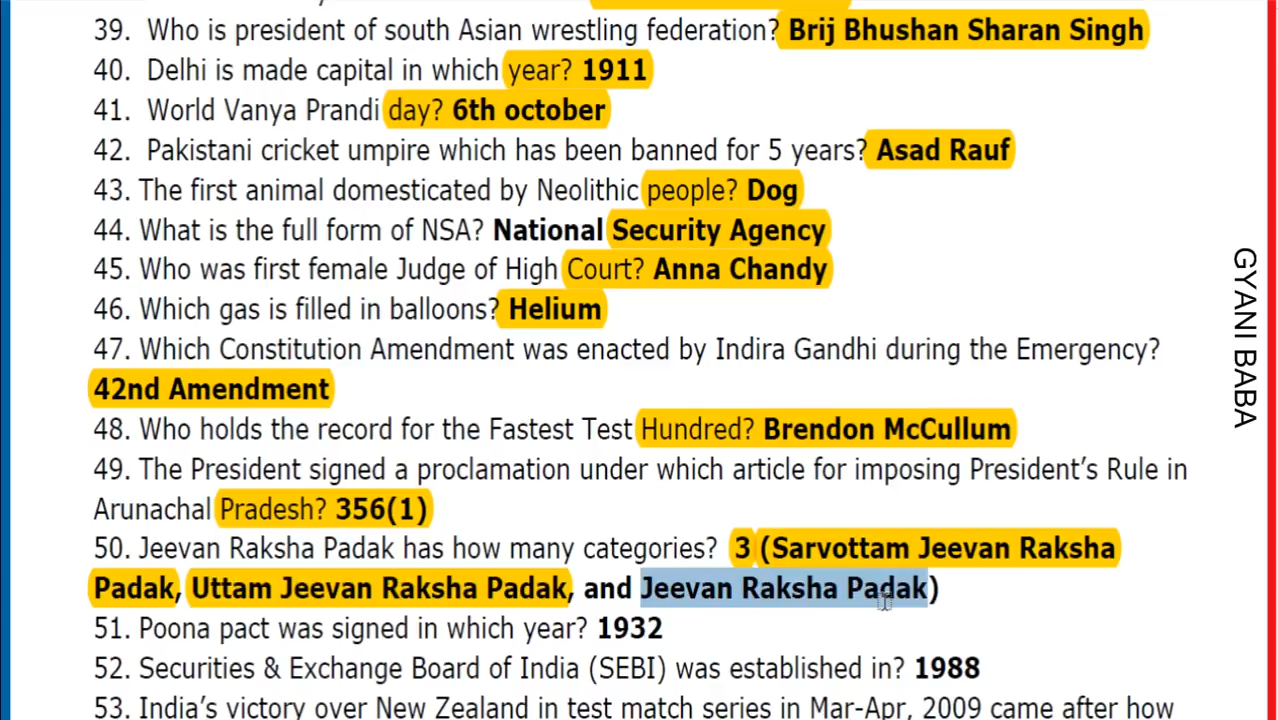 39. Who is president of south Asian wrestling federation? Brij Bhushan Sharan Singh
40. Delhi is made capital in which year? 1911
41. World Vanya Prandi day? 6th october
42. Pakistani cricket umpire which has been banned for 5 years? Asad Rauf
43. The first animal domesticated by Neolithic people? Dog
44. What is the full form of NSA? National Security Agency
45. Who was first female Judge of High Court? Anna Chandy
46. Which gas is filled in balloons? Helium
47. Which Constitution Amendment was enacted by Indira Gandhi during the Emergency?
42nd Amendment
48. Who holds the record for the Fastest Test Hundred? Brendon McCullum
49. The President signed a proclamation under which article for imposing President's Rule in
Arunachal Pradesh? 356(1)
50. Jeevan Raksha Padak has how many categories? 3 (Sarvottam Jeevan Raksha
Padak, Uttam Jeevan Raksha Padak, and Jeevan Raksha Padak)
51. Poona pact was signed in which year? 1932
52. Securities & Exchange Board of India (SEBI) was established in? 1988
53. India's victory over New Zealand in test match series in Mar-Apr, 2009 came after how
GYANI BABA